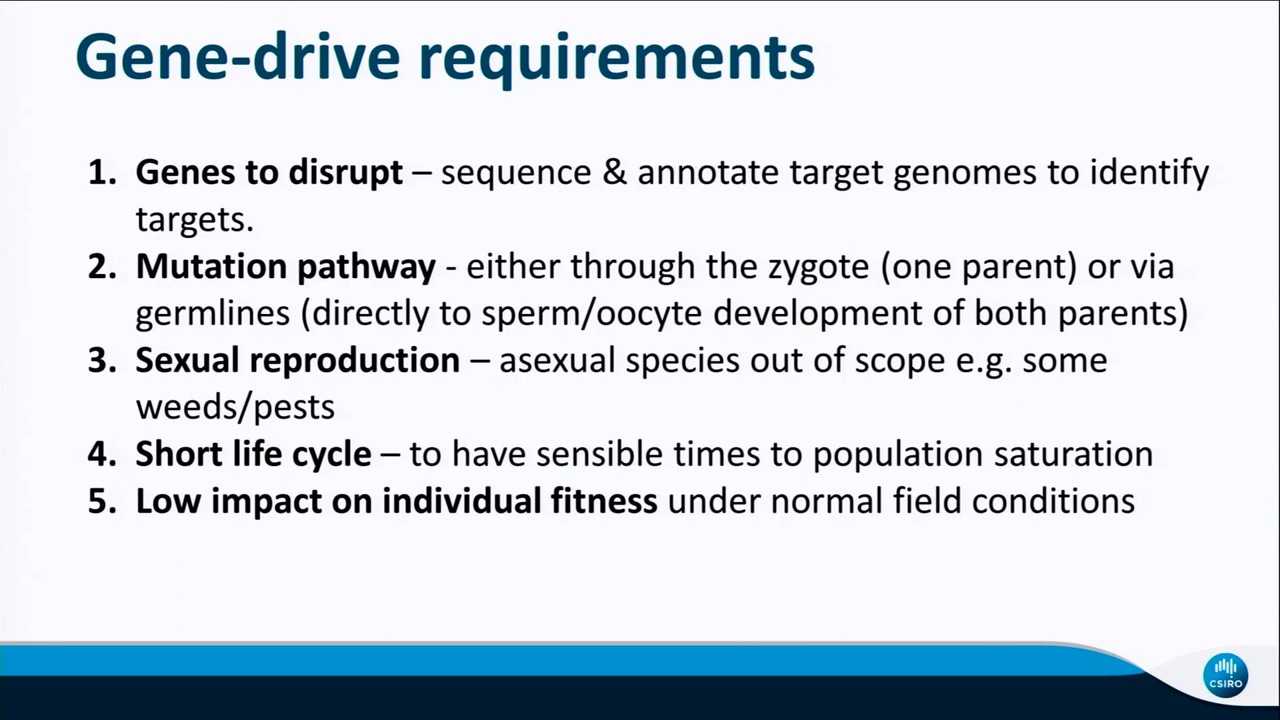 Gene-drive requirements
1. Genes to disrupt – sequence & annotate target genomes to identify
targets.
2. Mutation pathway - either through the zygote (one parent) or via
germlines (directly to sperm/oocyte development of both parents)
3. Sexual reproduction – asexual species out of scope e.g. some
weeds/pests
4. Short life cycle – to have sensible times to population saturation
5. Low impact on individual fitness under normal field conditions
CSIRO